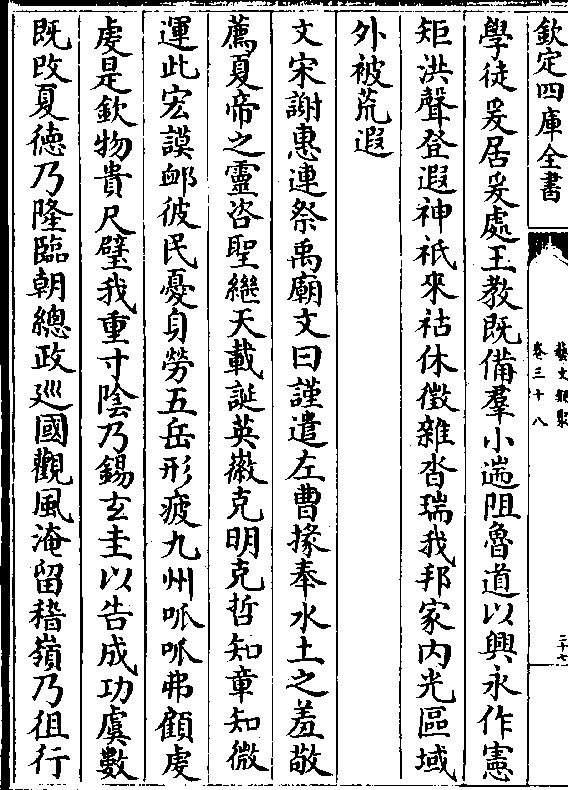 欽定四庫全書
藝文類聚
卷三十八
三十七
學徒爰居爰處王教既備羣小遄阻魯道以興永作憲
矩洪聲登遐神祇來祜休徵雜沓瑞我邦家内光區域
外被荒遐
文宋謝惠連祭禹廟文曰謹遣左曹掾奉水土之羞敬
薦夏帝之靈咨聖繼天載誕英徽克明克哲知章知微
運此宏謨䘏彼民憂身勞五岳形疲九州呱呱弗顧虔
虔是欽物貴尺璧我重寸陰乃錫玄圭以告成功虞數
既改夏德乃隆臨朝總政巡國觀風淹留稽嶺乃徂行